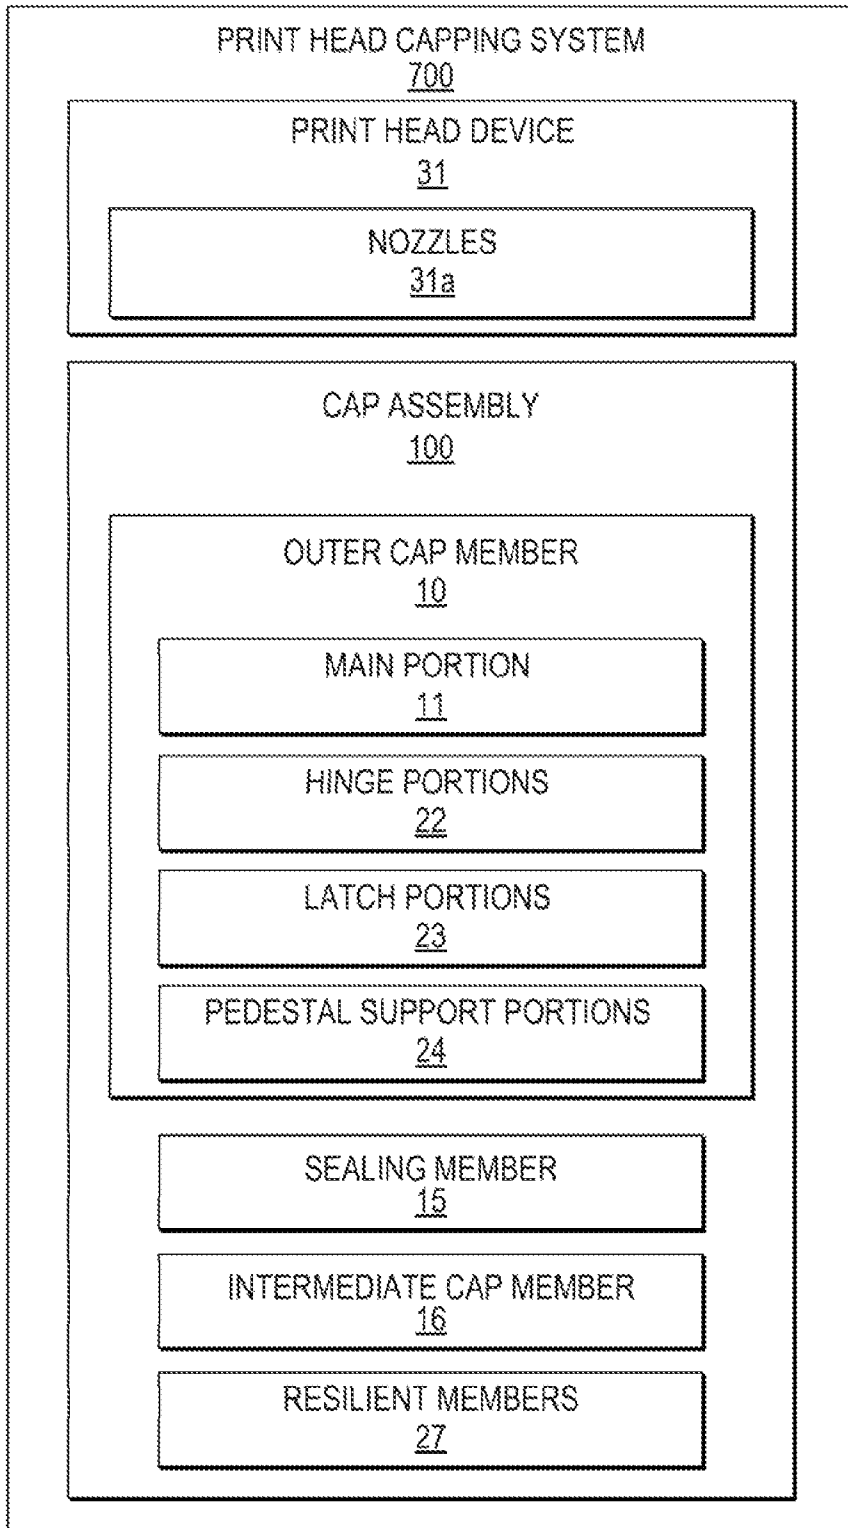 PRINT HEAD CAPPING SYSTEM
700
PRINT HEAD DEVICE
31
NOZZLES
31a
CAP ASSEMBLY
100
OUTER CAP MEMBER
10
MAIN PORTION
11
HINGE PORTIONS
22
LATCH PORTIONS
23
PEDESTAL SUPPORT PORTIONS
24
SEALING MEMBER
15
INTERMEDIATE CAP MEMBER
16
RESILIENT MEMBERS
27